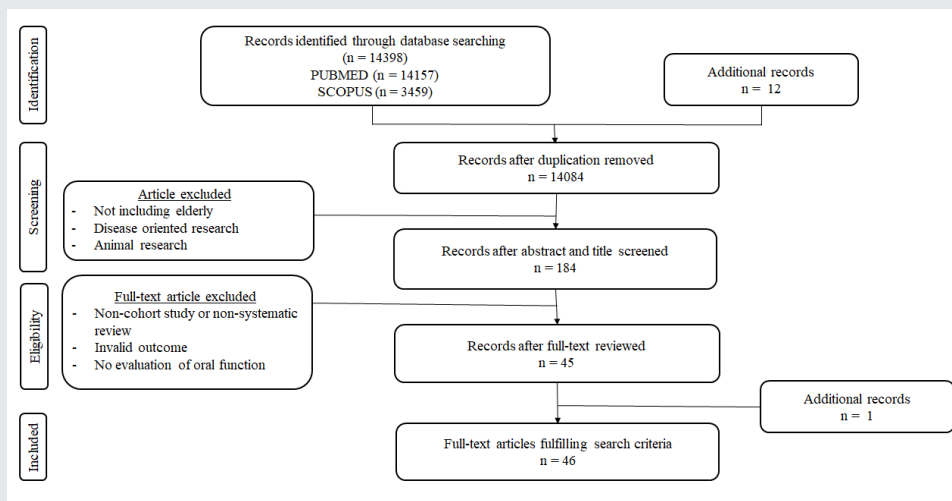 Identification
Records identified through database searching
(n = 14398)
PUBMED (n = 14157)
SCOPUS (n = 3459)
Additional records
n = 12
Screening
Records after duplication removed
n = 14084
Article excluded
- Not including elderly
- Disease oriented research
- Animal research
Records after abstract and title screened
n = 184
Eligibility
Full-text article excluded
- Non-cohort study or non-systematic
review
- Invalid outcome
- No evaluation of oral function
Records after full-text reviewed
n = 45
Additional records
n = 1
Included
Full-text articles fulfilling search criteria
n = 46